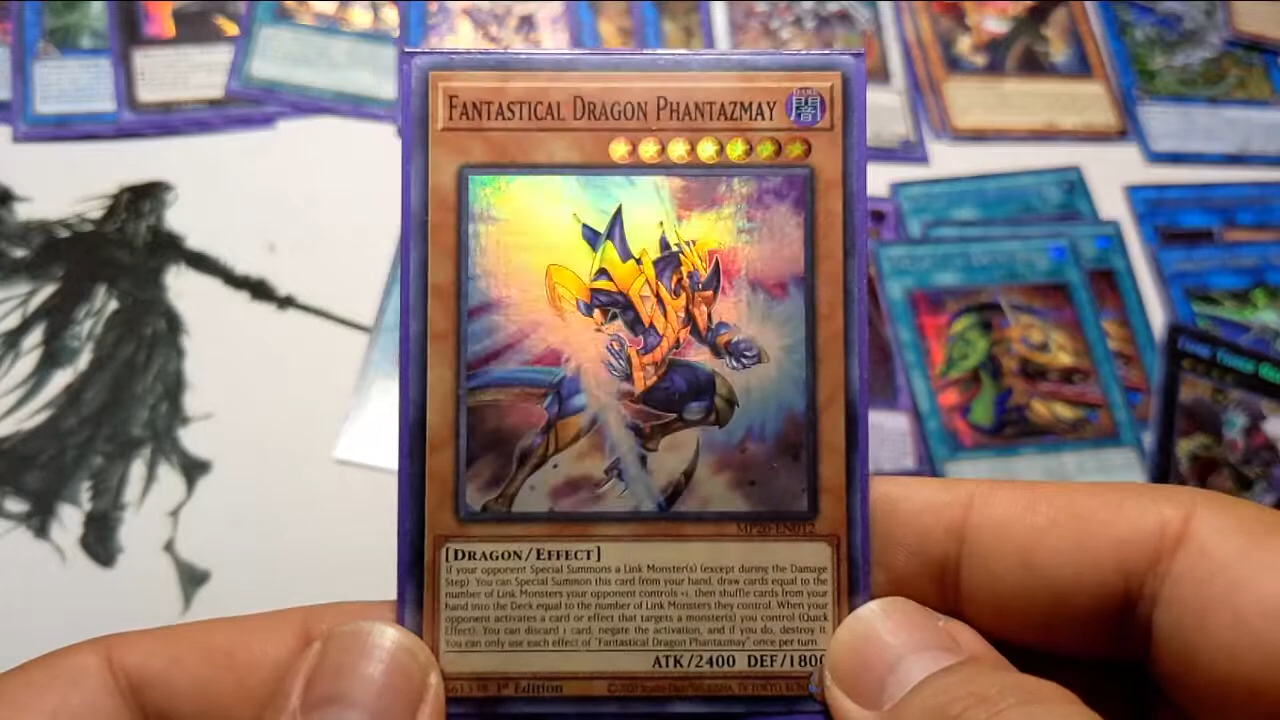 FANTASTICAL DRAGON PHANTAZMAY
DARK
闇
MP20-EN012
[DRAGON/EFFECT]
If your opponent Special Summons a Link Monster(s) (except during the Damage
Step): You can Special Summon this card from your hand, draw cards equal to the
number of Link Monsters your opponent controls +1, then shuffle cards from your
hand into the Deck equal to the number of Link Monsters they control. When your
opponent activates a card or effect that targets a monster(s) you control (Quick
Effect): You can discard 1 card; negate the activation, and if you do, destroy it.
You can only use each effect of "Fantastical Dragon Phantazmay" once per turn.
ATK/2400 DEF/1800
1st Edition